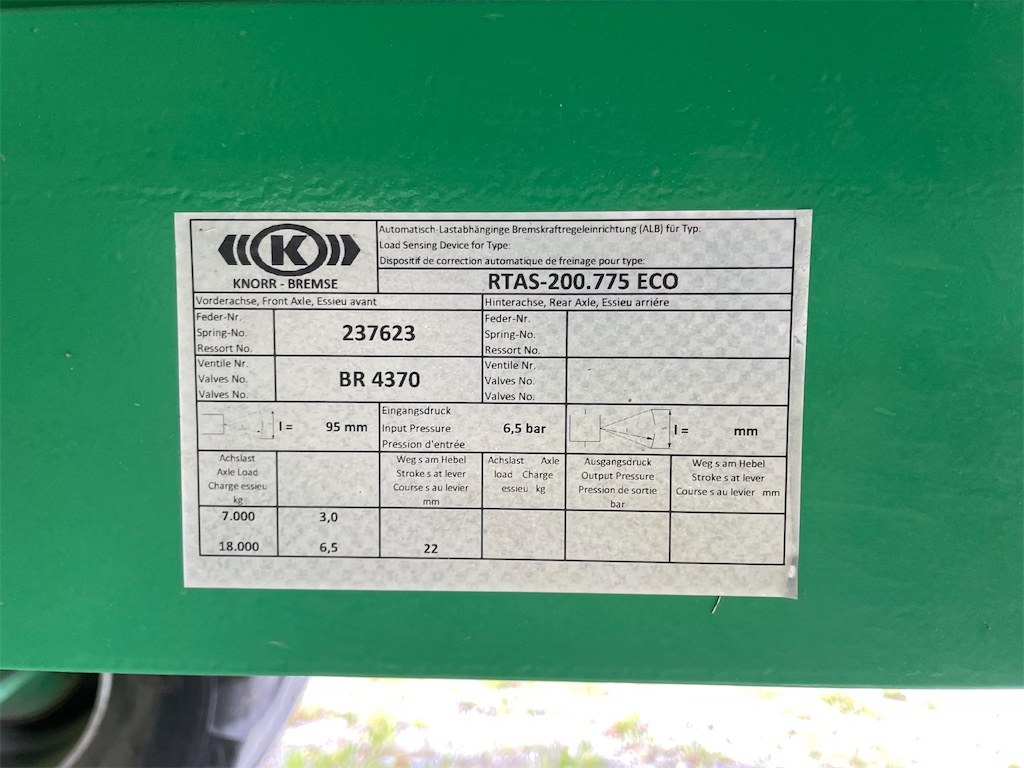 K
KNORR - BREMSE
Automatisch-Lastabhänginge Bremskraftregeleinrichtung (ALB) für Typ:
Load Sensing Device for Type:
Dispositif de correction automatique de freinage pour type:
RTAS-200.775 ECO
Vorderachse, Front Axle, Essieu avant
Hinterachse, Rear Axle, Essieu arriére
Feder-Nr.
Spring-No.
Ressort No.
237623
Feder-Nr.
Spring-No.
Ressort No.
Ventile Nr.
Valves No.
Valves No.
BR 4370
Ventile Nr.
Valves No.
Valves No.
l = 95 mm
Eingangsdruck
Input Pressure
Pression d'entrée
6,5 bar
l = mm
Achslast
Axle Load
Charge essieu
kg
Weg s am Hebel
Stroke s at lever
Course s au levier
mm
Achslast Axle
load Charge
essieu kg
Ausgangsdruck
Output Pressure
Pression de sortie
bar
Weg s am Hebel
Stroke s at lever
Course s au levier mm
7.000 3,0
18.000 6,5 22